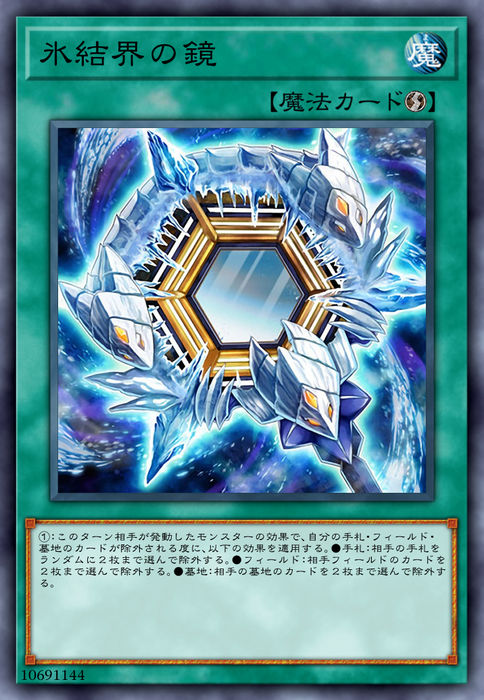 氷結界の鏡
魔
【魔法カード】
①:このターン相手が発動したモンスターの効果で、自分の手札・フィールド・
墓地のカードが除外される度に、以下の効果を適用する。●手札:相手の手札を
ランダムに2枚まで選んで除外する。●フィールド:相手フィールドのカードを
2枚まで選んで除外する。●墓地:相手の墓地のカードを2枚まで選んで除外す
る。
10691144